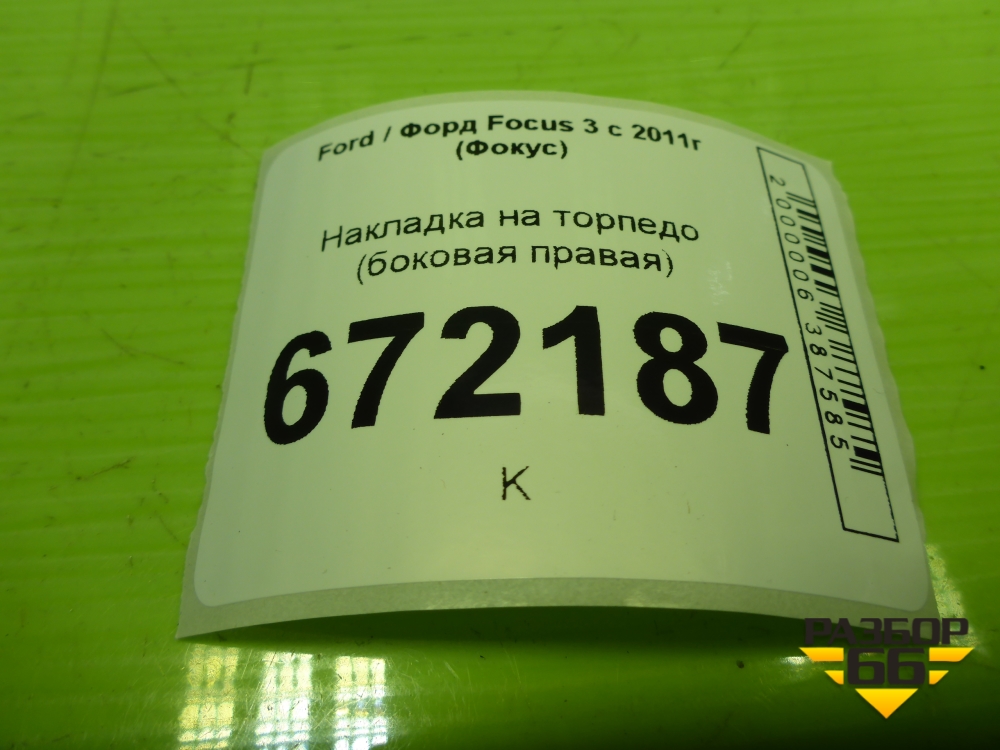 Ford / Форд Focus 3 с 2011г
(Фокус)
Накладка на торпедо
(боковая правая)
672187
К
2000006387585
РАЗБОР
66